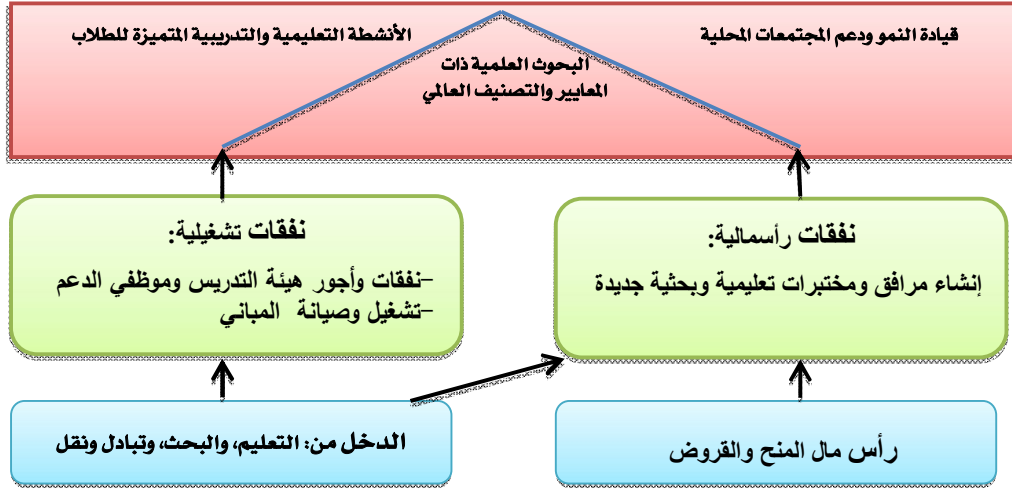 قيادة النمو ودعم المجتمعات المحلية
الأنشطة التعليمية والتدريبية المتميزة للطلاب
البحوث العلمية ذات
المعايير والتصنيف العالمي
نفقات رأسمالية:
إنشاء مرافق ومختبرات تعليمية وبحثية جديدة
نفقات تشغيلية:
-نفقات وأجور هيئة التدريس وموظفي الدعم
-تشغيل وصيانة المباني
رأس مال المنح والقروض
الدخل من: التعليم، والبحث، وتبادل ونقل